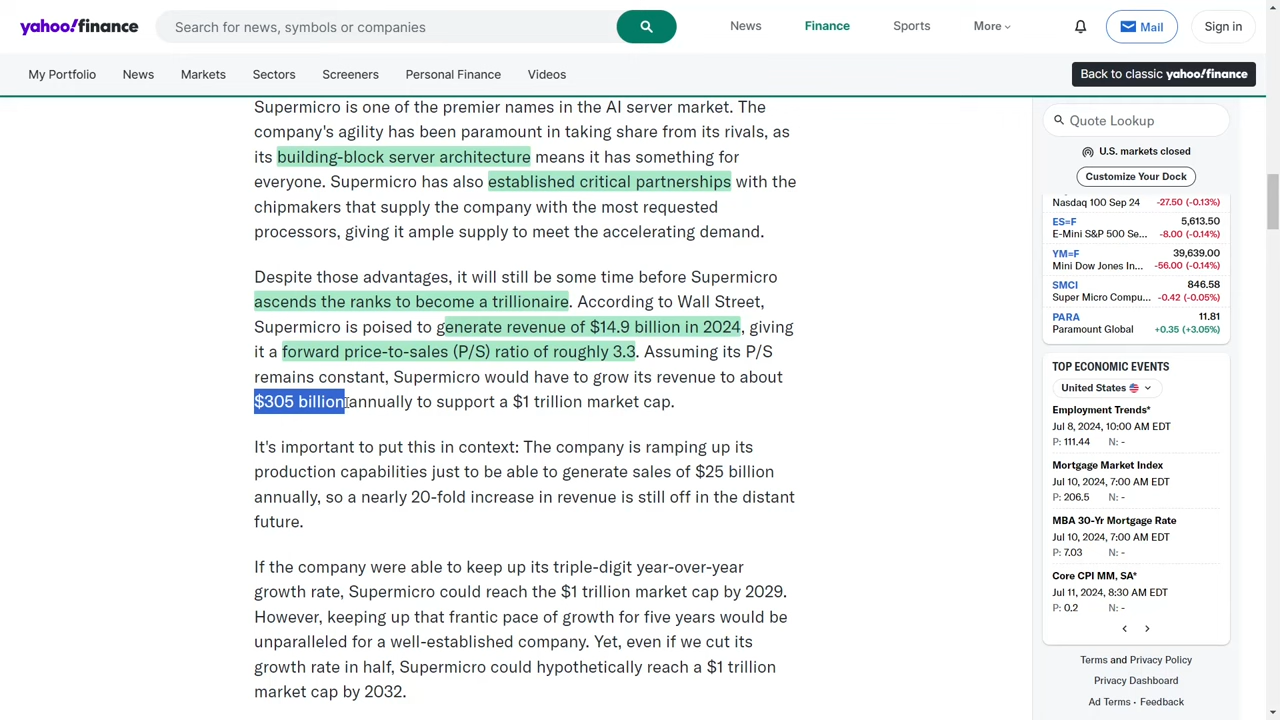 yahoo!finance
Search for news, symbols or companies
News
Finance
Sports
More
Mail
Sign in
My Portfolio
News
Markets
Sectors
Screeners
Personal Finance
Videos
Back to classic yahoo!finance
Supermicro is one of the premier names in the AI server market. The
company's agility has been paramount in taking share from its rivals, as
its building-block server architecture means it has something for
everyone. Supermicro has also established critical partnerships with the
chipmakers that supply the company with the most requested
processors, giving it ample supply to meet the accelerating demand.
Despite those advantages, it will still be some time before Supermicro
ascends the ranks to become a trillionaire. According to Wall Street,
Supermicro is poised to generate revenue of $14.9 billion in 2024, giving
it a forward price-to-sales (P/S) ratio of roughly 3.3. Assuming its P/S
remains constant, Supermicro would have to grow its revenue to about
$305 billion annually to support a $1 trillion market cap.
It's important to put this in context: The company is ramping up its
production capabilities just to be able to generate sales of $25 billion
annually, so a nearly 20-fold increase in revenue is still off in the distant
future.
If the company were able to keep up its triple-digit year-over-year
growth rate, Supermicro could reach the $1 trillion market cap by 2029.
However, keeping up that frantic pace of growth for five years would be
unparalleled for a well-established company. Yet, even if we cut its
growth rate in half, Supermicro could hypothetically reach a $1 trillion
market cap by 2032.
Quote Lookup
U.S. markets closed
Customize Your Dock
Nasdaq 100 Sep 24 -27.50 (-0.13%)
ES=F 5,613.50
E-Mini S&P 500 Se... -8.00 (-0.14%)
YM=F 39,639.00
Mini Dow Jones In... -56.00 (-0.14%)
SMCI 846.58
Super Micro Compu... -0.42 (-0.05%)
PARA 11.81
Paramount Global +0.35 (+3.05%)
TOP ECONOMIC EVENTS
United States
Employment Trends*
Jul 8, 2024, 10:00 AM EDT
P: 111.44 N: -
Mortgage Market Index
Jul 10, 2024, 7:00 AM EDT
P: 206.5 N: -
MBA 30-Yr Mortgage Rate
Jul 10, 2024, 7:00 AM EDT
P: 7.03 N: -
Core CPI MM, SA*
Jul 11, 2024, 8:30 AM EDT
P: 0.2 N: -
Terms and Privacy Policy
Privacy Dashboard
Ad Terms • Feedback